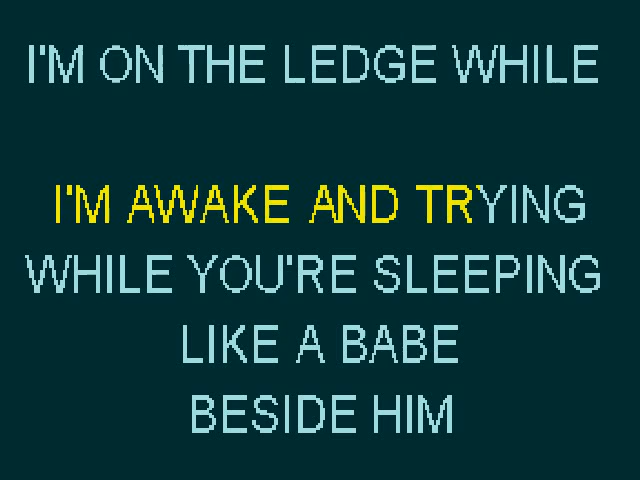 I'M ON THE LEDGE WHILE
I'M AWAKE AND TRYING
WHILE YOU'RE SLEEPING
LIKE A BABE
BESIDE HIM